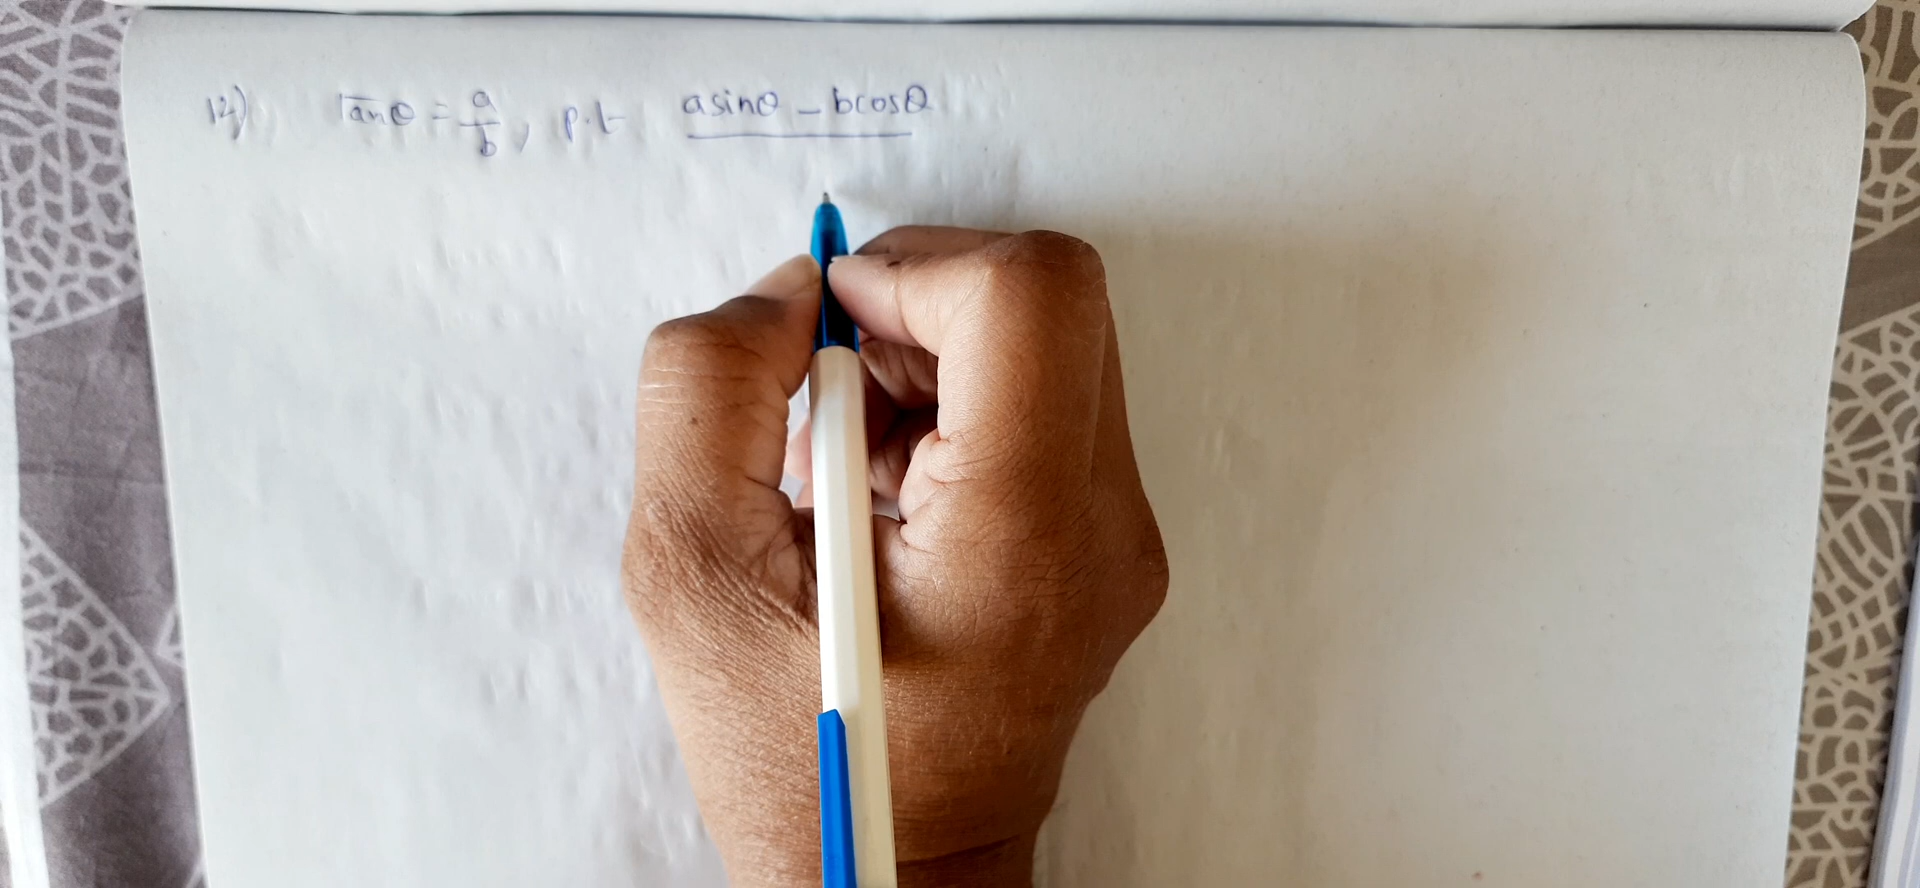 12) Tanθ = a/b, p.t asinθ - bcosθ